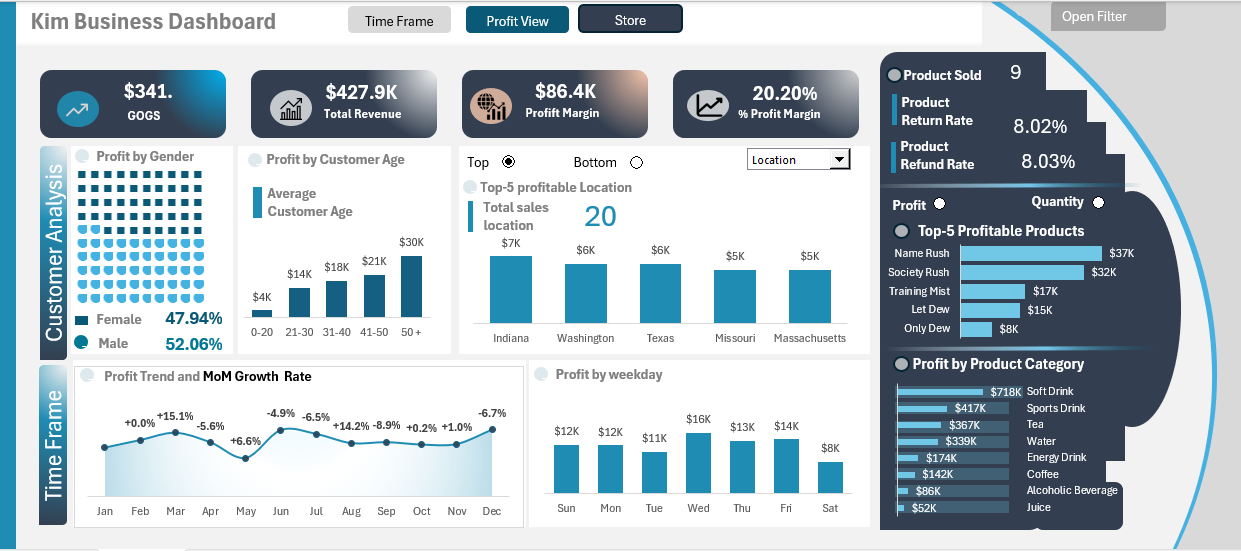 Kim Business Dashboard
Time Frame
Profit View
Store
Open Filter
$341.
GOGS
$427.9K
Total Revenue
$86.4K
Profift Margin
20.20%
% Profit Margin
Product Sold 9
Product
Return Rate
8.02%
Product
Refund Rate
8.03%
Customer Analysis
Profit by Gender
Female 47.94%
Male 52.06%
Profit by Customer Age
Average
Customer Age
$4K
$14K
$18K
$21K
$30K
0-20 21-30 31-40 41-50 50 +
Top
Bottom
Location
Top-5 profitable Location
Total sales
location
20
$7K
$6K
$6K
$5K
$5K
Indiana Washington Texas Missouri Massachusetts
Profit
Quantity
Top-5 Profitable Products
Name Rush $37K
Society Rush $32K
Training Mist $17K
Let Dew $15K
Only Dew $8K
Profit by Product Category
$718K Soft Drink
$417K Sports Drink
$367K Tea
$339K Water
$174K Energy Drink
$142K Coffee
$86K Alcoholic Beverage
$52K Juice
Time Frame
Profit Trend and MoM Growth Rate
+0.0%
+15.1%
-5.6%
+6.6%
-4.9%
-6.5%
+14.2%
-8.9%
+0.2%
+1.0%
-6.7%
Jan Feb Mar Apr May Jun Jul Aug Sep Oct Nov Dec
Profit by weekday
$12K
$12K
$11K
$16K
$13K
$14K
$8K
Sun Mon Tue Wed Thu Fri Sat